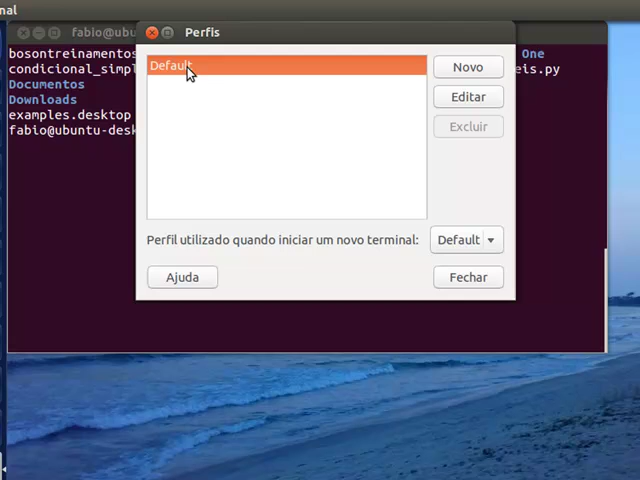 nal
fabio@ubu
Perfis
bosontreinamentos
One
condicional_simpl
eis.py
Documentos
Downloads
examples.desktop
fabio@ubuntu-desk
Default
Novo
Editar
Excluir
Perfil utilizado quando iniciar um novo terminal:
Default
Ajuda
Fechar